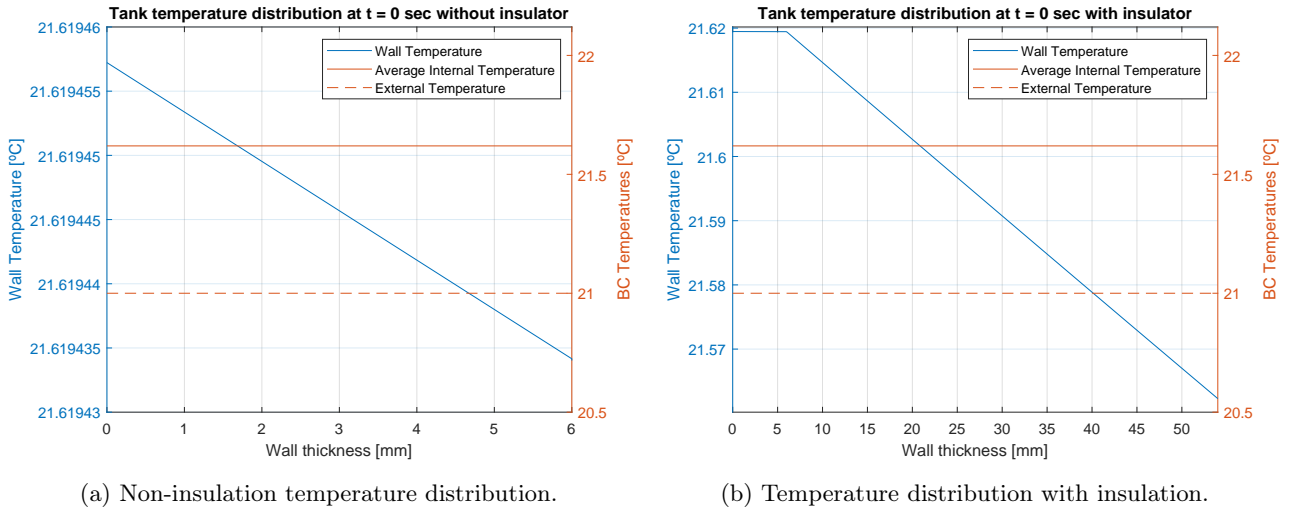 Tank temperature distribution at t = 0 sec without insulator
21.61946
21.619455
21.61945
21.619445
21.61944
21.619435
21.61943
Wall Temperature [ºC]
Wall Temperature
Average Internal Temperature
External Temperature
22
21.5
21
20.5
BC Temperatures [ºC]
0 1 2 3 4 5 6
Wall thickness [mm]
(a) Non-insulation temperature distribution.
Tank temperature distribution at t = 0 sec with insulator
21.62
21.61
21.6
21.59
21.58
21.57
Wall Temperature [ºC]
Wall Temperature
Average Internal Temperature
External Temperature
22
21.5
21
20.5
BC Temperatures [ºC]
0 5 10 15 20 25 30 35 40 45 50
Wall thickness [mm]
(b) Temperature distribution with insulation.